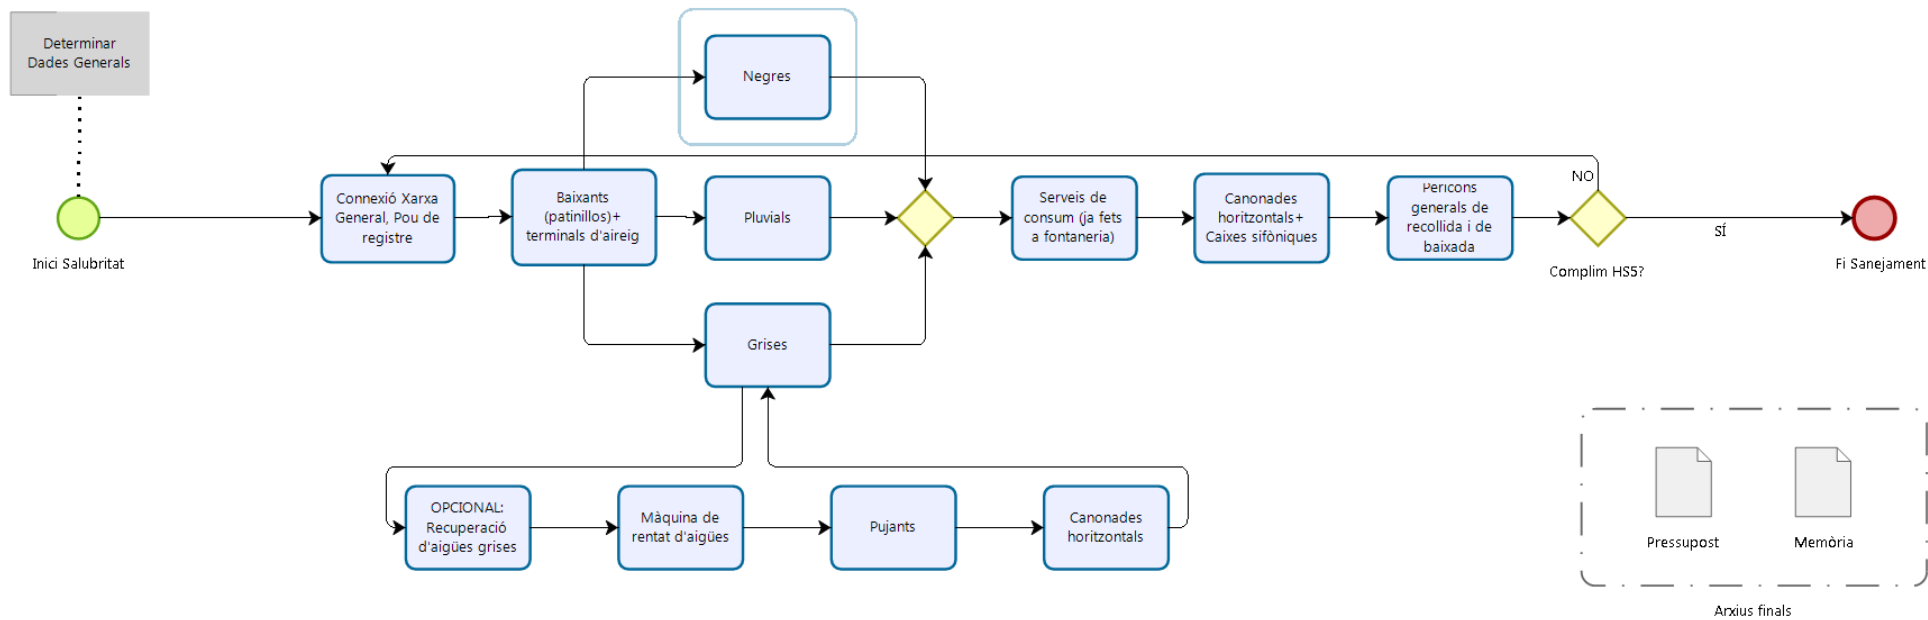 Determinar
Dades Generals
Inici Salubritat
Connexió Xarxa
General, Pou de
registre
Baixants
(patinillos)+
terminals d'aireig
Negres
Pluvials
Grises
Serveis de
consum (ja fets
a fontaneria)
Canonades
horitzontals+
Caixes sifòniques
Pericons
generals de
recollida i de
baixada
NO
SÍ
Complim HS5?
Fi Sanejament
OPCIONAL:
Recuperació
d'aigües grises
Màquina de
rentat d'aigües
Pujants
Canonades
horitzontals
Pressupost
Memòria
Arxius finals